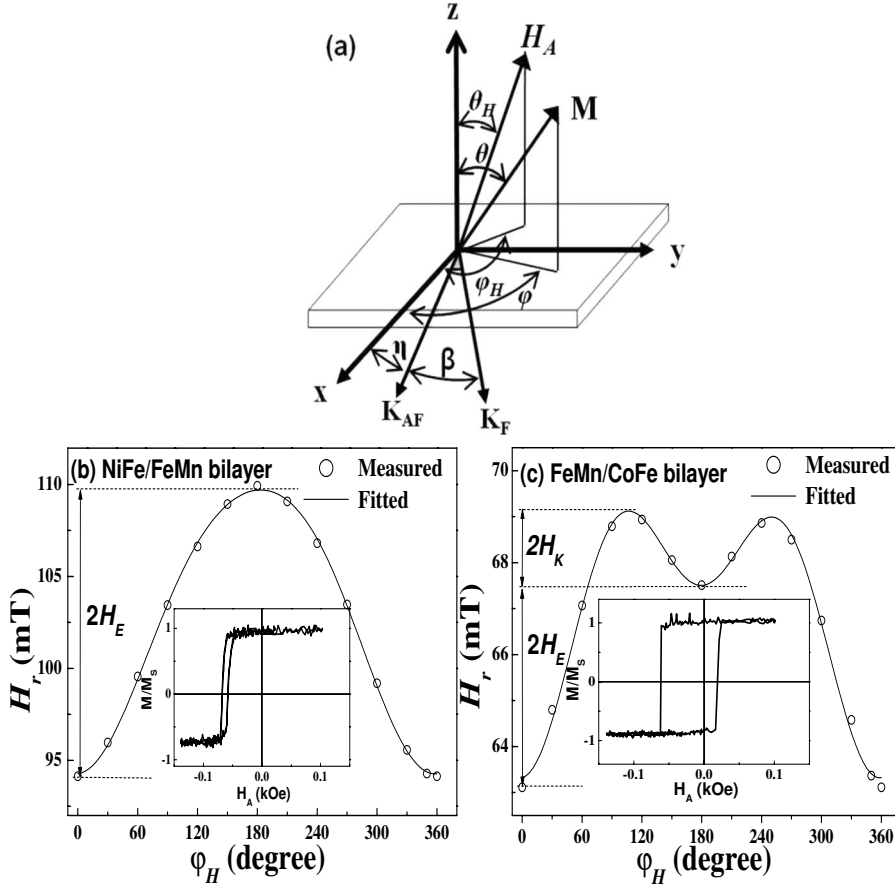 (a)
z
H_A
θ_H
M
θ
y
φ_H
φ
η
β
x
K_AF
K_F
(b) NiFe/FeMn bilayer
Measured
Fitted
110
105
100
95
H_r (mT)
2H_E
M/M_S
1
0
-1
-0.1
0.0
0.1
H_A (kOe)
0
60
120
180
240
300
360
φ_H (degree)
(c) FeMn/CoFe bilayer
Measured
Fitted
70
68
65
63
H_r (mT)
2H_K
2H_E
M/M_S
1
0
-1
-0.1
0.0
0.1
H_A (kOe)
0
60
120
180
240
300
360
φ_H (degree)